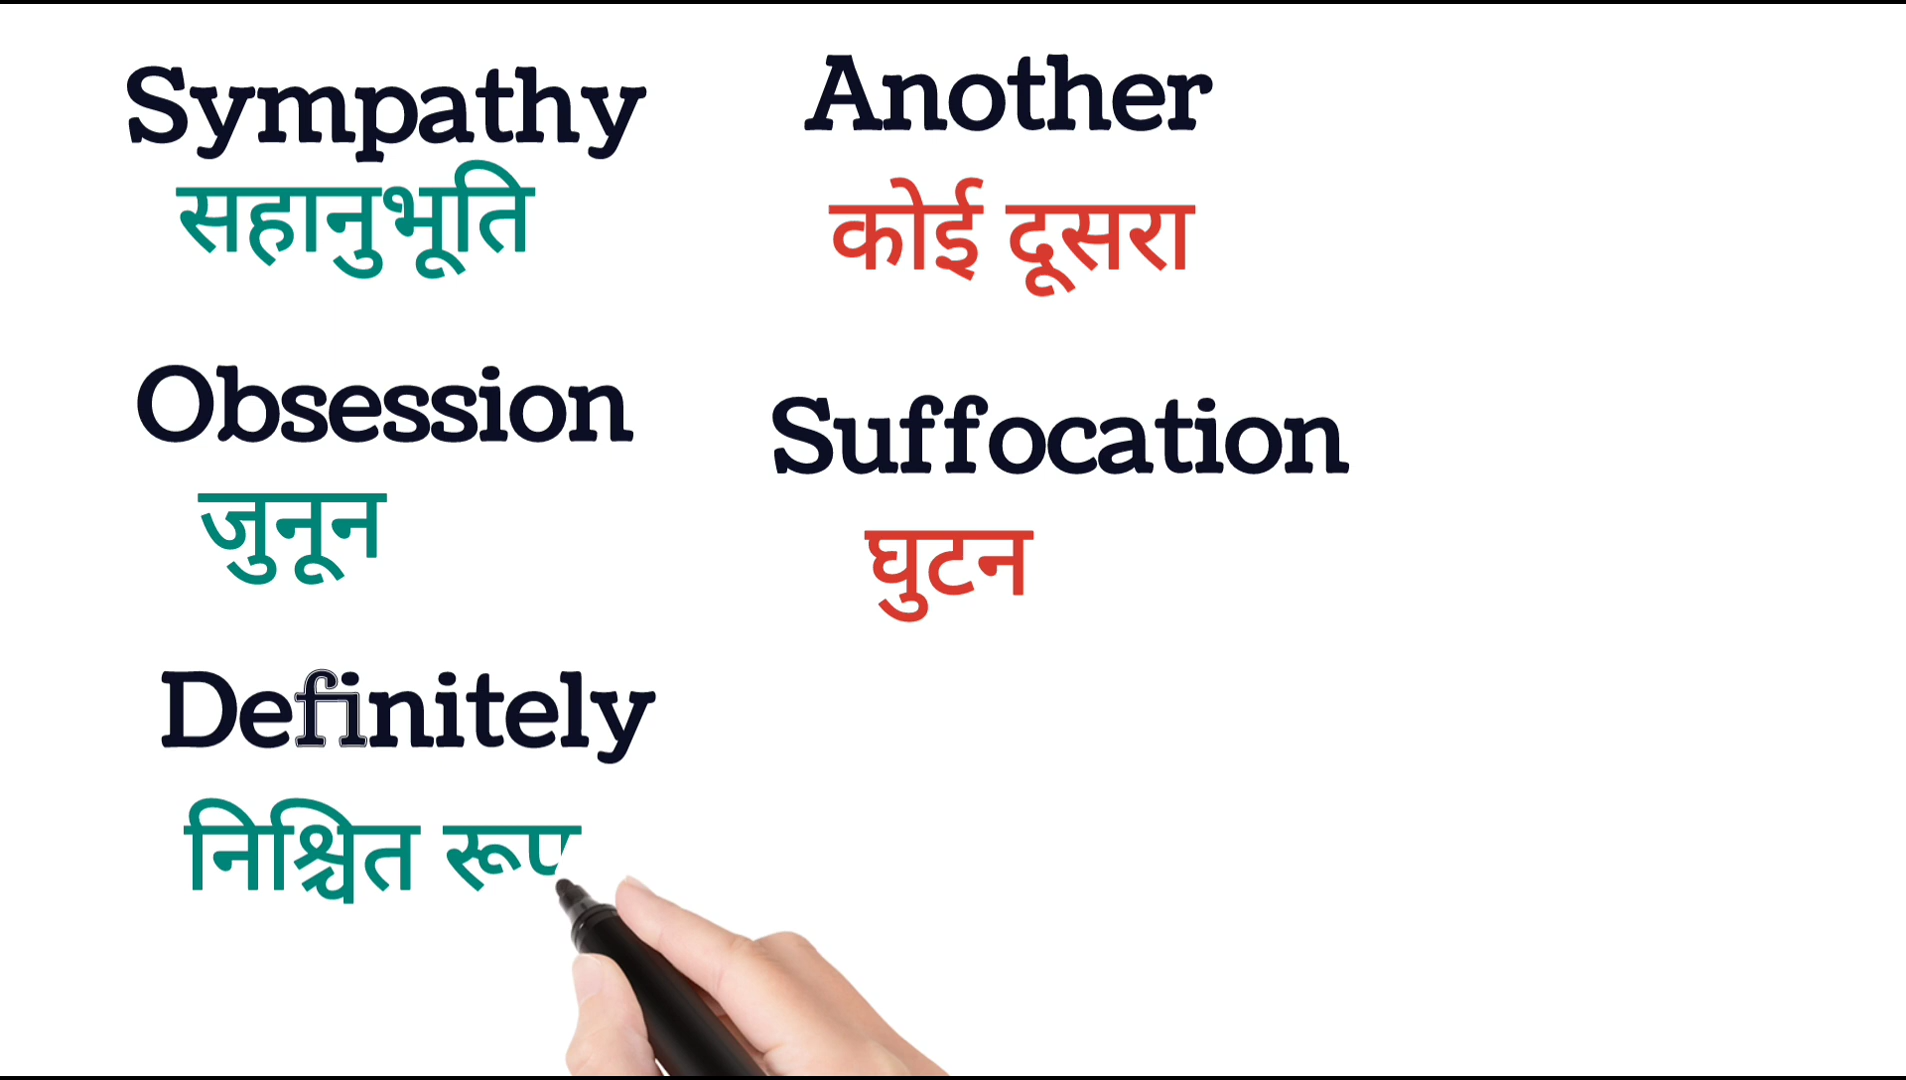 Sympathy
सहानुभूति
Another
कोई दूसरा
Obsession
जुनून
Suffocation
घुटन
Definitely
निश्चित रूप